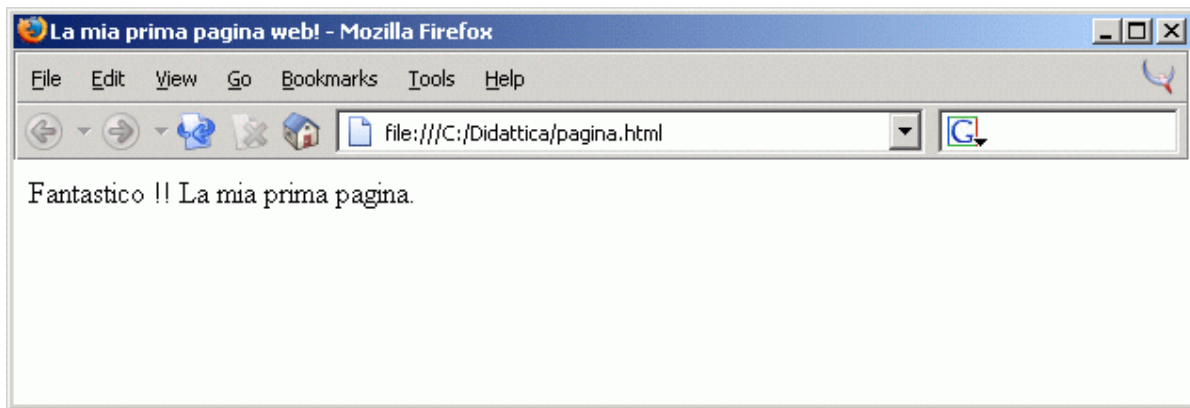 La mia prima pagina web! - Mozilla Firefox
File Edit View Go Bookmarks Tools Help
file:///C:/Didattica/pagina.html G
Fantastico !! La mia prima pagina.